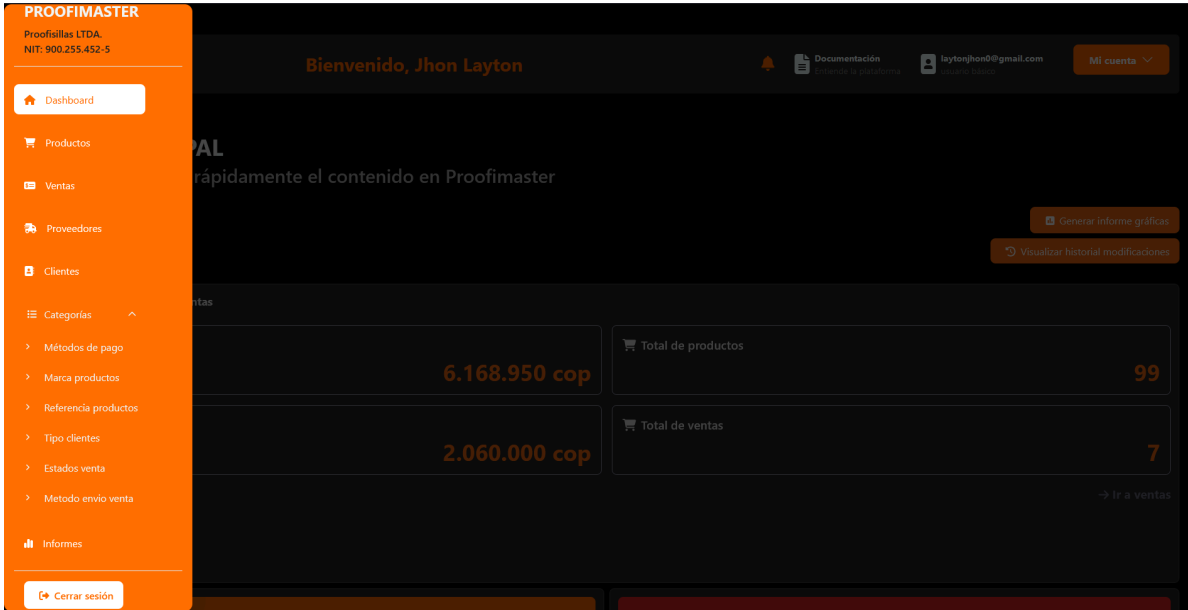 PROOFIMASTER
Proofisillas LTDA.
NIT: 900.255.452-5
Dashboard
Productos
Ventas
Proveedores
Clientes
Categorías
Métodos de pago
Marca productos
Referencía productos
Tipo clientes
Estados venta
Metodo envio venta
Informes
Cerrar sesión
Bienvenido, Jhon Layton
Documentación
Entiende la plataforma
laytonjhon0@gmail.com
Usuario básico
Mi cuenta
PAL
rápidamente el contenido en Proofimaster
Generar informe gráficas
Visualizar historial modificaciones
ntas
6.168.950 cop
Total de productos
99
2.060.000 cop
Total de ventas
7
Ir a ventas